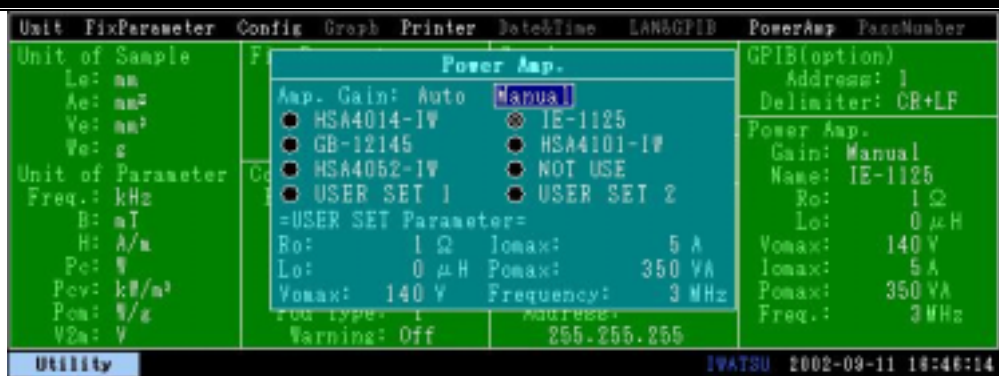 Unit FixParameter Config Graph Printer Date&Time LAN&GPIB PowerAmp PassNumber
Unit of Sample
Le: mm
Ae: mm²
Ve: mm³
We: g
Unit of Parameter
Freq.: kHz
B: mT
H: A/m
Pc: W
Pcv: kW/m³
Pcm: W/g
V2m: V
Power Amp.
Amp. Gain: Auto Manual
HSA4014-IW IE-1125
GB-12145 HSA4101-IW
HSA4052-IW NOT USE
USER SET 1 USER SET 2
=USER SET Parameter=
Ro: 1 Ω Iomax: 5 A
Lo: 0 μH Pomax: 350 VA
Vomax: 140 V Frequency: 3 MHz
Warning: Off
255.255.255
GPIB(option)
Address: 1
Delimiter: CR+LF
Power Amp.
Gain: Manual
Name: IE-1125
Ro: 1 Ω
Lo: 0 μH
Vomax: 140 V
Iomax: 5 A
Pomax: 350 VA
Freq.: 3 MHz
Utility
IWATSU 2002-09-11 16:46:14